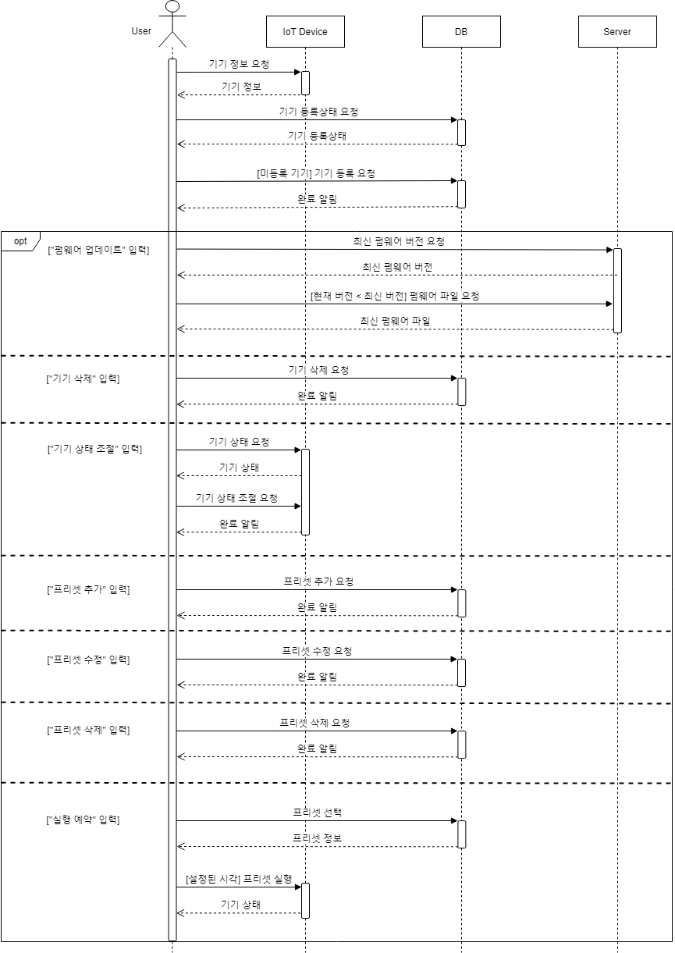 User
IoT Device
DB
Server
기기 정보 요청
기기 정보
기기 등록상태 요청
기기 등록상태
[미등록 기기] 기기 등록 요청
완료 알림
opt
["펌웨어 업데이트" 입력]
최신 펌웨어 버전 요청
최신 펌웨어 버전
[현재 버전 < 최신 버전] 펌웨어 파일 요청
최신 펌웨어 파일
["기기 삭제" 입력]
기기 삭제 요청
완료 알림
["기기 상태 조절" 입력]
기기 상태 요청
기기 상태
기기 상태 조절 요청
완료 알림
["프리셋 추가" 입력]
프리셋 추가 요청
완료 알림
["프리셋 수정" 입력]
프리셋 수정 요청
완료 알림
["프리셋 삭제" 입력]
프리셋 삭제 요청
완료 알림
["실행 예약" 입력]
프리셋 선택
프리셋 정보
[설정된 시각] 프리셋 실행
기기 상태